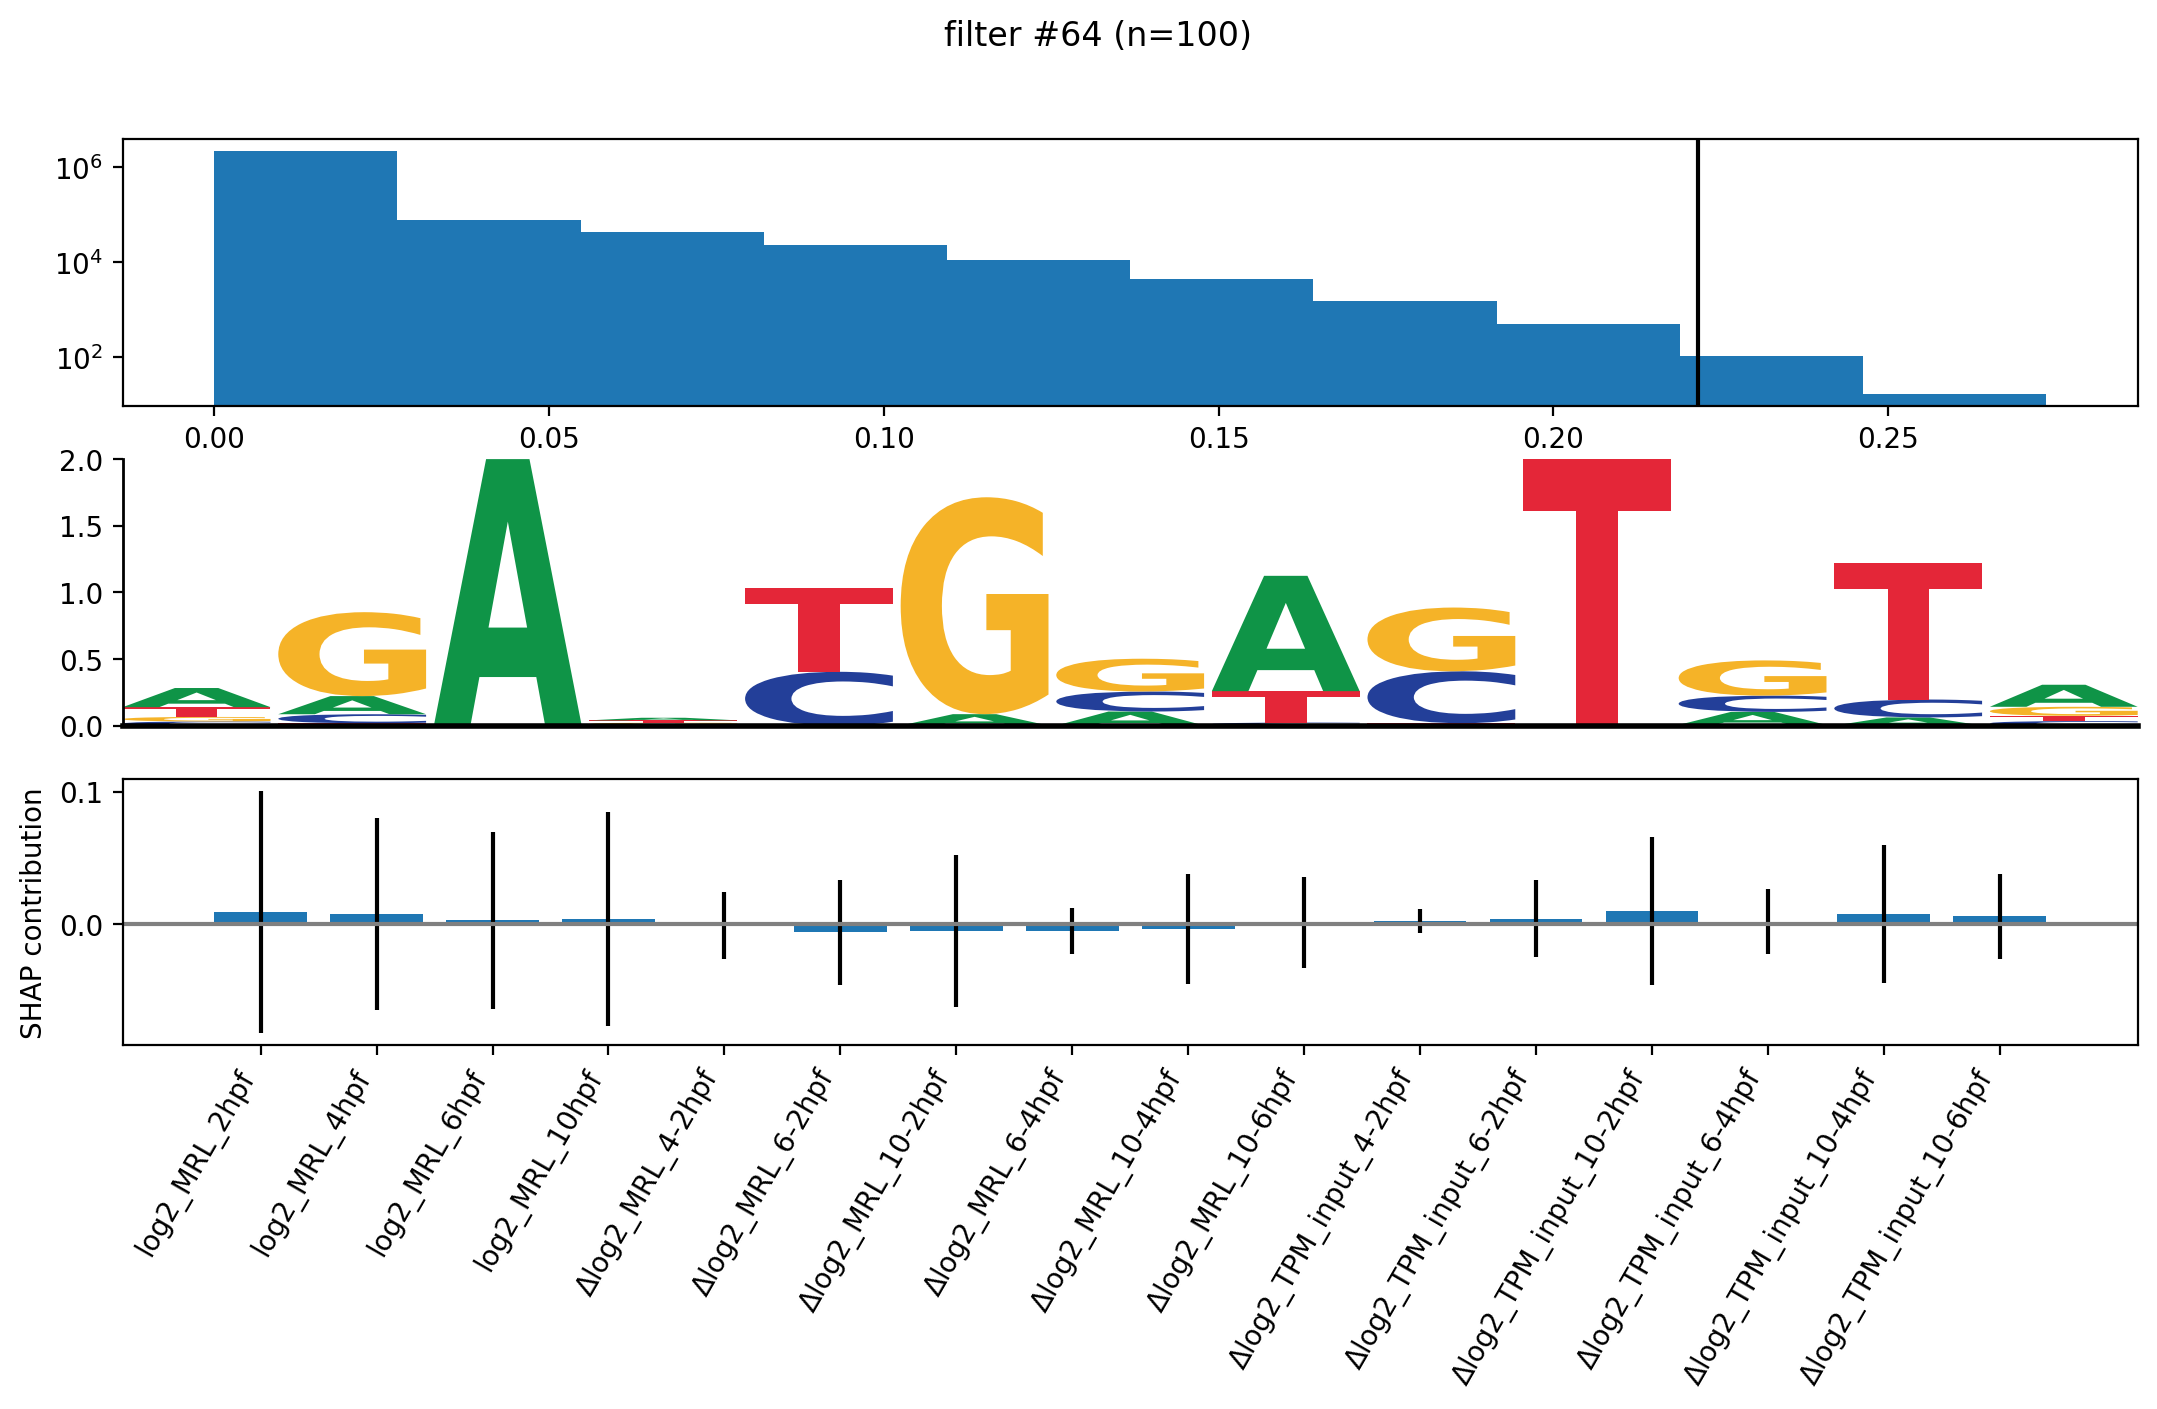 filter #64 (n=100)
10^6
10^4
10^2
0.00 0.05 0.10 0.15 0.20 0.25
2.0
1.5
1.0
0.5
0.0
A T G C
G A C
A
A T
T C
G A
G C A
A T
G C
T
G C A
T C A
A G T C
SHAP contribution
0.1
0.0
log2_MRL_2hpf
log2_MRL_4hpf
log2_MRL_6hpf
log2_MRL_10hpf
Δlog2_MRL_4-2hpf
Δlog2_MRL_6-2hpf
Δlog2_MRL_10-2hpf
Δlog2_MRL_6-4hpf
Δlog2_MRL_10-4hpf
Δlog2_MRL_10-6hpf
Δlog2_TPM_input_4-2hpf
Δlog2_TPM_input_6-2hpf
Δlog2_TPM_input_10-2hpf
Δlog2_TPM_input_6-4hpf
Δlog2_TPM_input_10-4hpf
Δlog2_TPM_input_10-6hpf